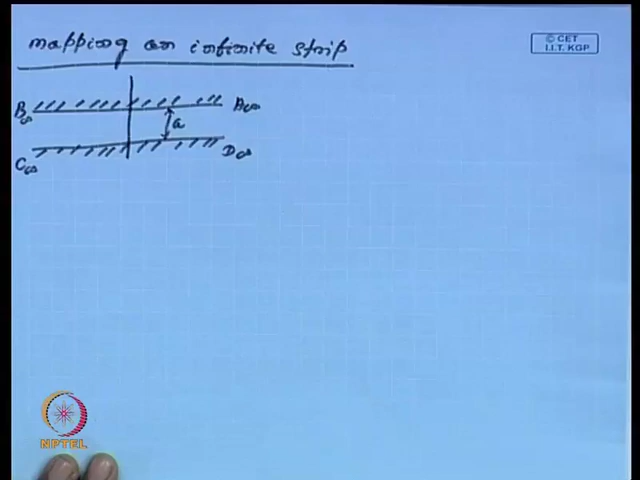 mapping an infinite strip
© CET
I.I.T. KGP
B∞
A∞
a
C∞
D∞
NPTEL